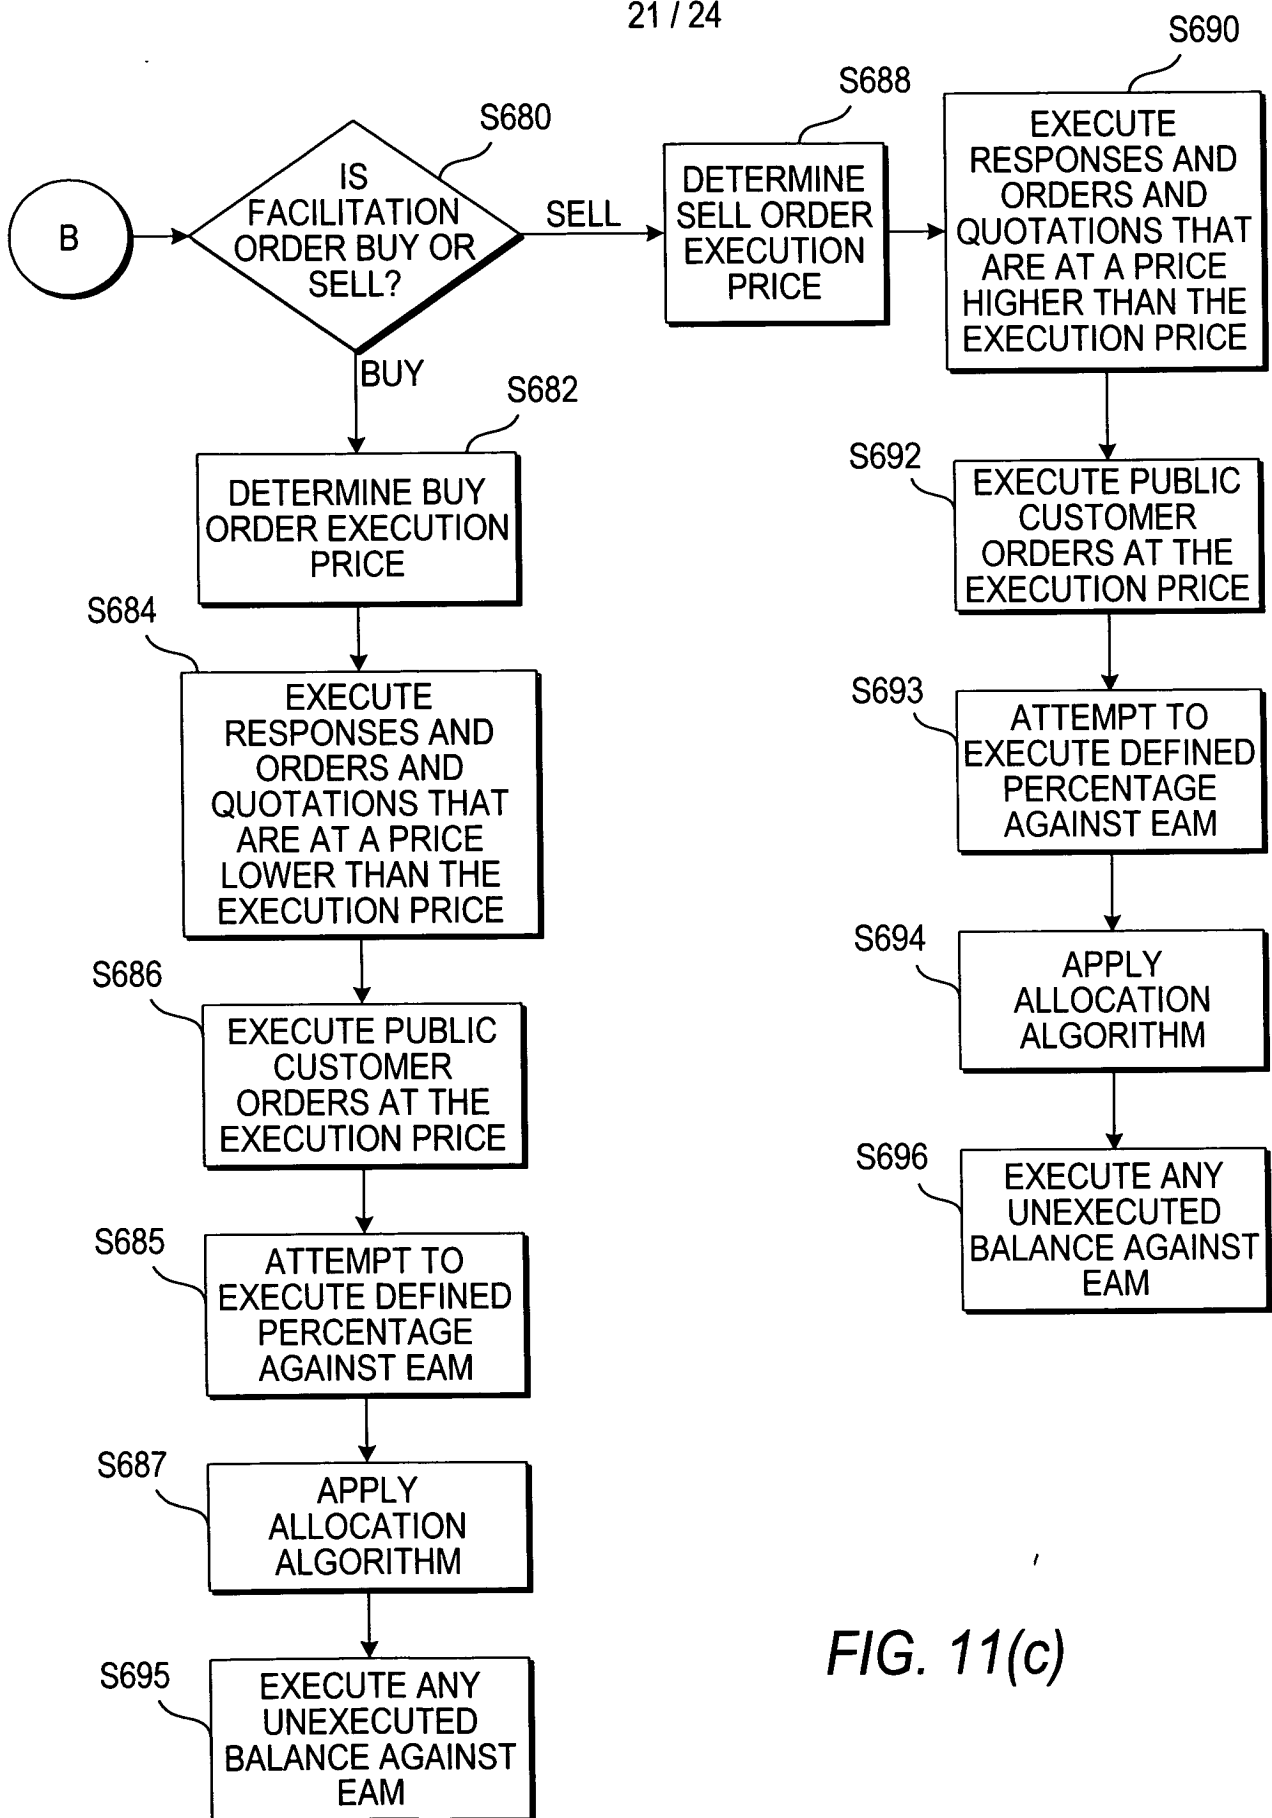 21 / 24
B
S680
IS
FACILITATION
ORDER BUY OR
SELL?
SELL
BUY
S688
DETERMINE
SELL ORDER
EXECUTION
PRICE
S690
EXECUTE
RESPONSES AND
ORDERS AND
QUOTATIONS THAT
ARE AT A PRICE
HIGHER THAN THE
EXECUTION PRICE
S682
DETERMINE BUY
ORDER EXECUTION
PRICE
S684
EXECUTE
RESPONSES AND
ORDERS AND
QUOTATIONS THAT
ARE AT A PRICE
LOWER THAN THE
EXECUTION PRICE
S686
EXECUTE PUBLIC
CUSTOMER
ORDERS AT THE
EXECUTION PRICE
S685
ATTEMPT TO
EXECUTE DEFINED
PERCENTAGE
AGAINST EAM
S687
APPLY
ALLOCATION
ALGORITHM
S695
EXECUTE ANY
UNEXECUTED
BALANCE AGAINST
EAM
S692
EXECUTE PUBLIC
CUSTOMER
ORDERS AT THE
EXECUTION PRICE
S693
ATTEMPT TO
EXECUTE DEFINED
PERCENTAGE
AGAINST EAM
S694
APPLY
ALLOCATION
ALGORITHM
S696
EXECUTE ANY
UNEXECUTED
BALANCE AGAINST
EAM
FIG. 11(c)